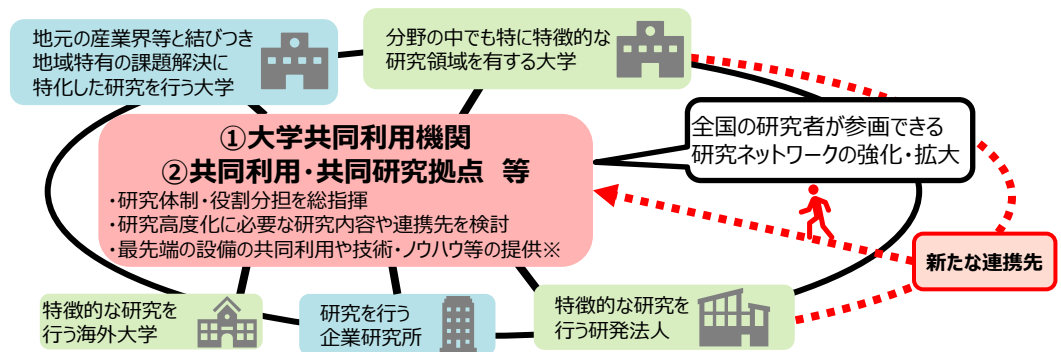 地元の産業界等と結びつき
地域特有の課題解決に
特化した研究を行う大学
分野の中でも特に特徴的な
研究領域を有する大学
全国の研究者が参画できる
研究ネットワークの強化・拡大
①大学共同利用機関
②共同利用・共同研究拠点 等
・研究体制・役割分担を総指揮
・研究高度化に必要な研究内容や連携先を検討
・最先端の設備の共同利用や技術・ノウハウ等の提供※
新たな連携先
特徴的な研究を
行う海外大学
研究を行う
企業研究所
特徴的な研究を
行う研発法人